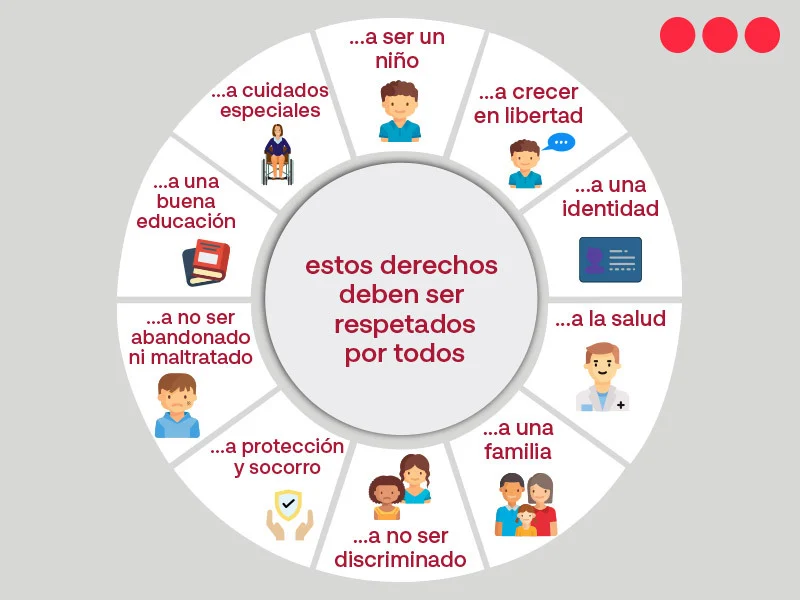 ...a ser un
niño
...a crecer
en libertad
...a una
identidad
...a la salud
...a una
familia
...a no ser
discriminado
...a protección
y socorro
...a no ser
abandonado
ni maltratado
...a una
buena
educación
...a cuidados
especiales
estos derechos
deben ser
respetados
por todos